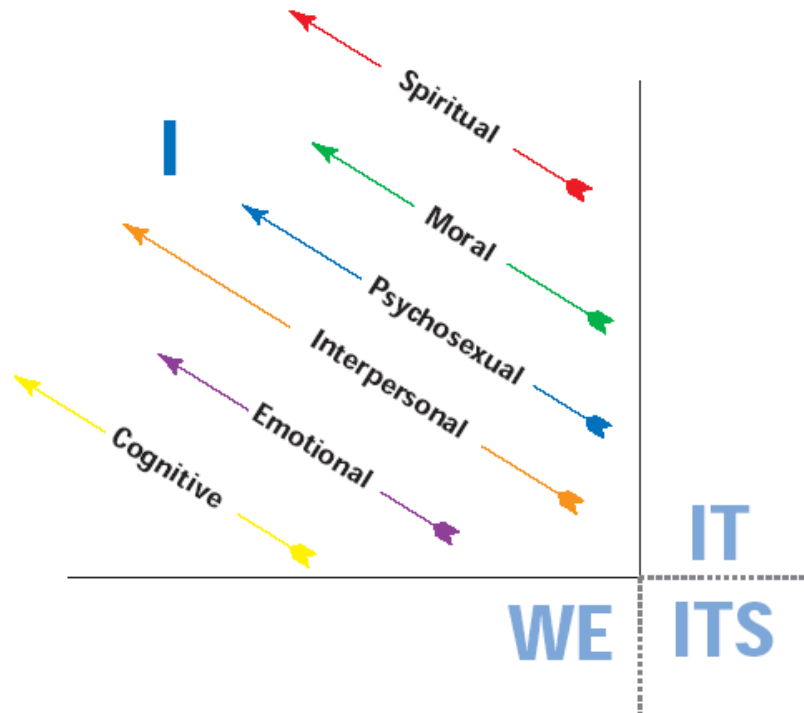 Spiritual
I
Moral
Psychosexual
Interpersonal
Emotional
Cognitive
IT
WE
ITS